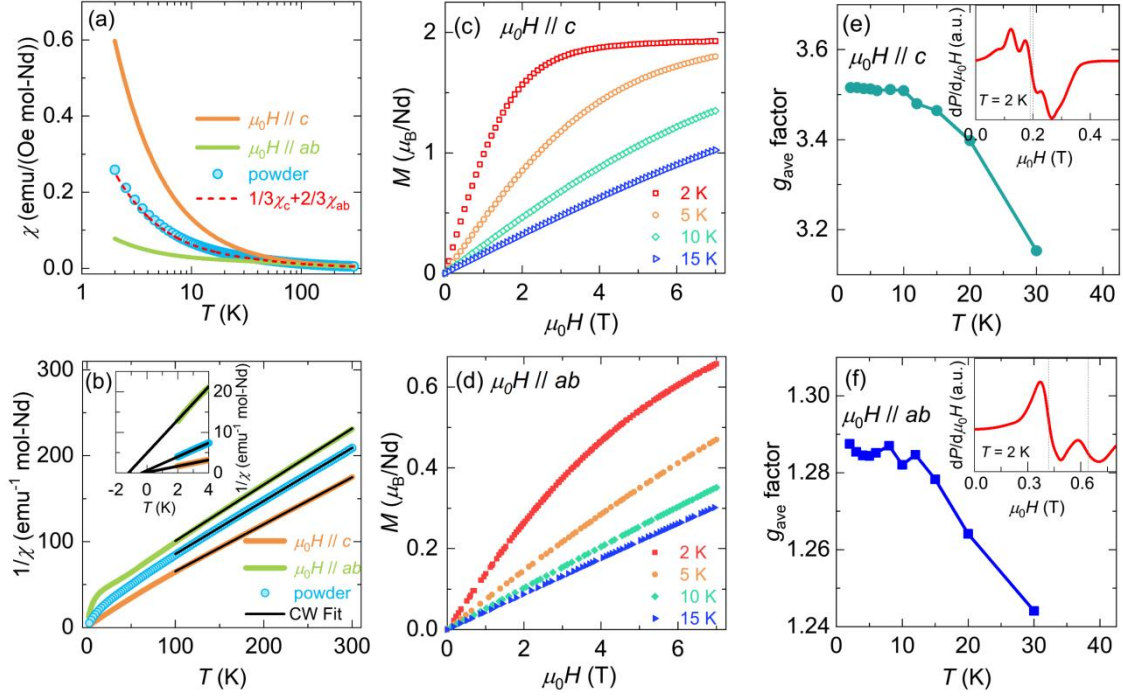 (a)
χ (emu/(Oe mol-Nd))
0.6
0.4
0.2
0.0
μ₀H // c
μ₀H // ab
powder
1/3χc+2/3χab
1 10 100
T (K)
(b)
1/χ (emu⁻¹ mol-Nd)
300
200
100
0
20
10
0
1/χ (emu⁻¹ mol-Nd)
-2 0 2 4
T (K)
μ₀H // c
μ₀H // ab
powder
CW Fit
0 100 200 300
T (K)
(c) μ₀H // c
M (μB/Nd)
2
1
0
2 K
5 K
10 K
15 K
0 2 4 6
μ₀H (T)
(d) μ₀H // ab
M (μB/Nd)
0.6
0.4
0.2
0.0
2 K
5 K
10 K
15 K
0 2 4 6
μ₀H (T)
(e)
μ₀H // c
gave factor
3.6
3.4
3.2
dP/dμ₀H (a.u.)
T = 2 K
0.0 0.2 0.4
μ₀H (T)
0 10 20 30 40
T (K)
(f)
μ₀H // ab
gave factor
1.30
1.28
1.26
1.24
dP/dμ₀H (a.u.)
T = 2 K
0.0 0.3 0.6
μ₀H (T)
0 10 20 30 40
T (K)